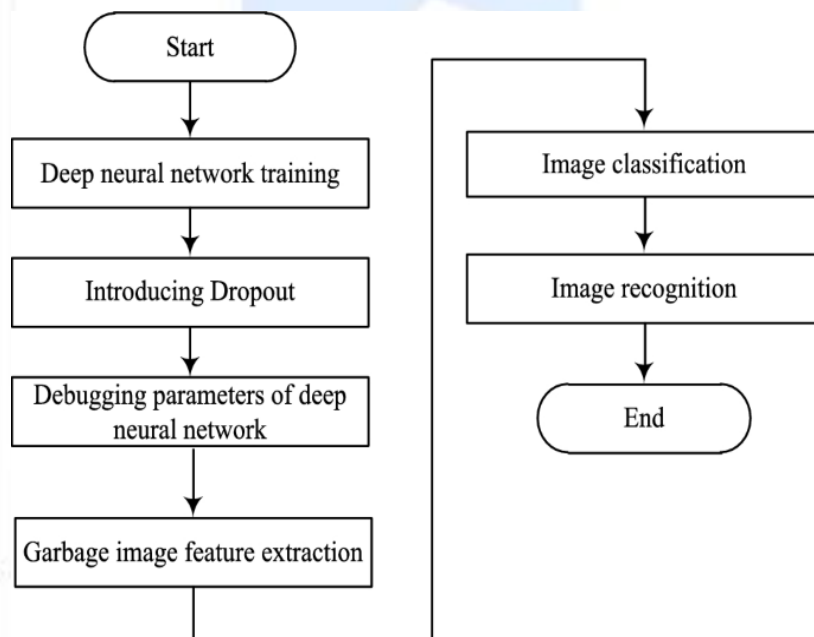 Start
Deep neural network training
Introducing Dropout
Debugging parameters of deep
neural network
Garbage image feature extraction
Image classification
Image recognition
End